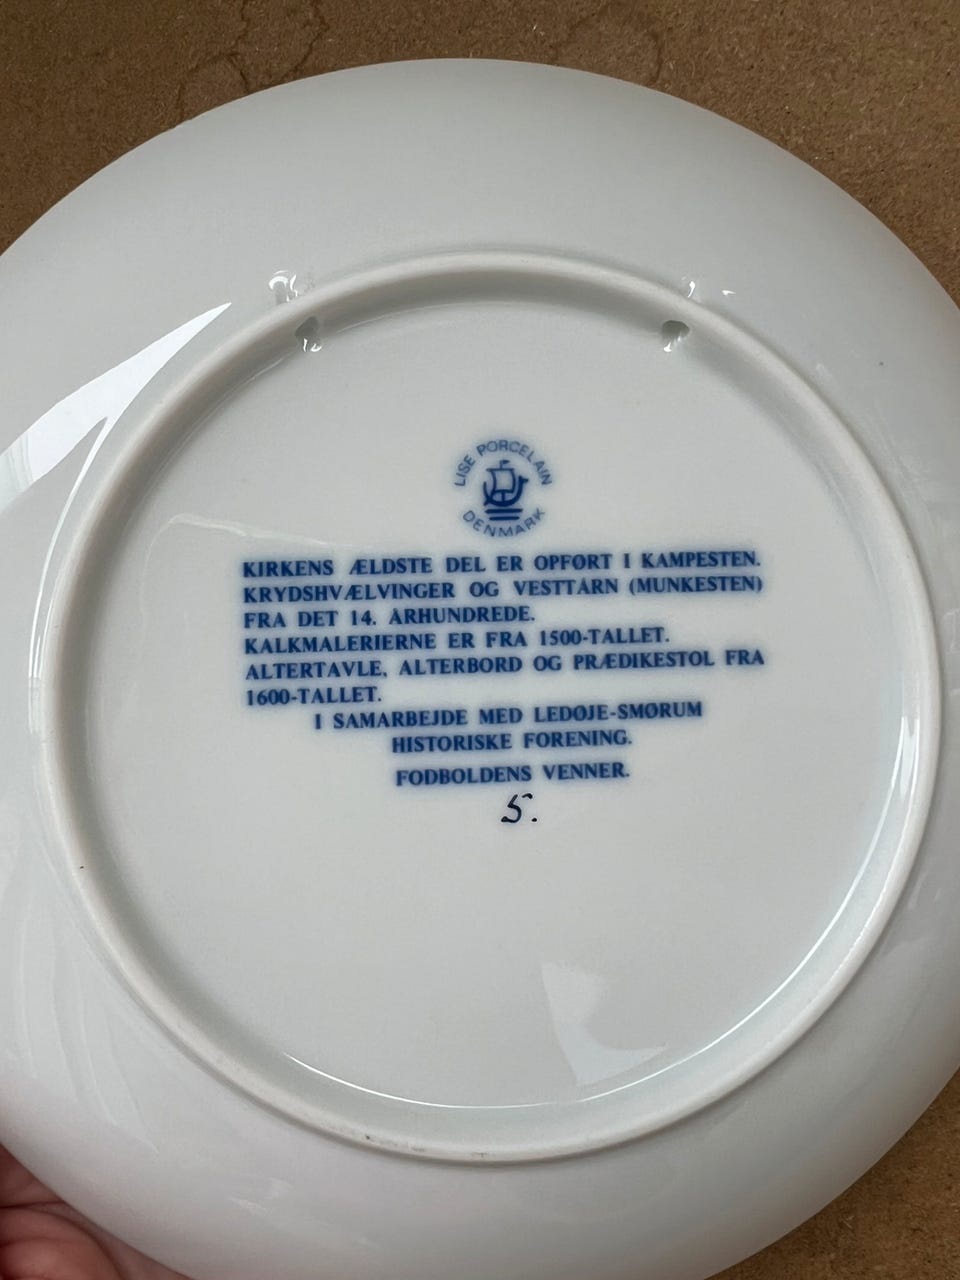 LISE PORCELAIN
DENMARK
KIRKENS ÆLDSTE DEL ER OPFØRT I KAMPESTEN.
KRYDSHVÆLVINGER OG VESTTÅRN (MUNKESTEN)
FRA DET 14. ÅRHUNDREDE.
KALKMALERIERNE ER FRA 1500-TALLET.
ALTERTAVLE, ALTERBORD OG PRÆDIKESTOL FRA
1600-TALLET.
I SAMARBEJDE MED LEDØJE-SMØRUM
HISTORISKE FORENING.
FODBOLDENS VENNER.
5.